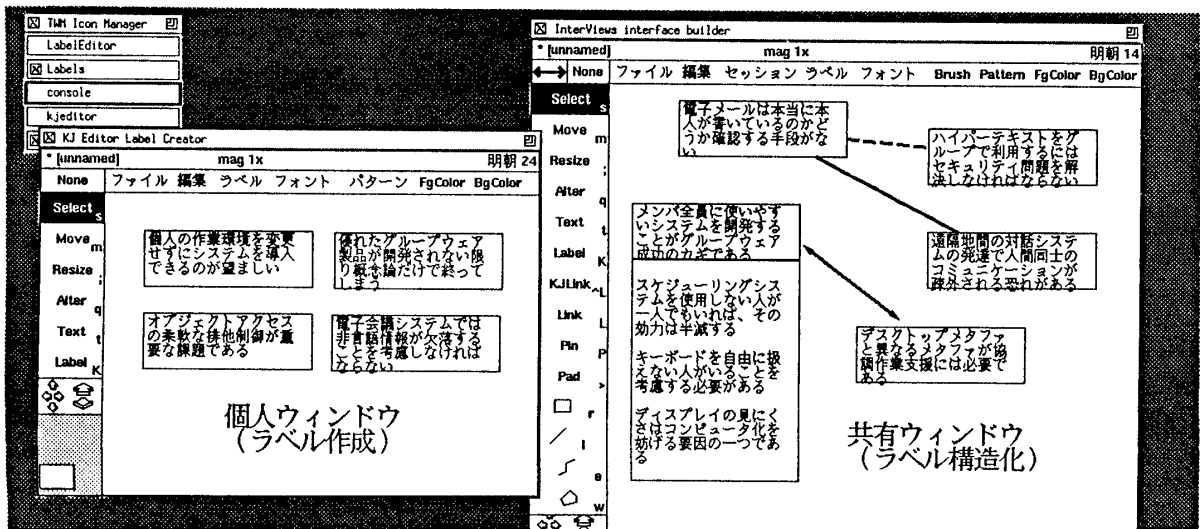 TWM Icon Manager
LabelEditor
Labels
console
kjeditor
KJ Editor Label Creator
* [unnamed] mag 1x 明朝 24
None ファイル 編集 ラベル フォント パターン FgColor BgColor
Select s
Move m
Resize ;
Alter q
Text t
Label K
個人の作業環境を変更
せずにシステムを導入
できるのが望ましい
優れたグループウェア
製品が開発されない限
り概念論だけで終って
しまう
オブジェクトアクセス
の柔軟な排他制御が重
要な課題である
電子会議システムでは
非言語情報が欠落する
ことを考慮しなければ
ならない
個人ウィンドウ
(ラベル作成)
InterViews interface builder
* [unnamed] mag 1x 明朝 14
None ファイル 編集 セッション ラベル フォント Brush Pattern FgColor BgColor
Select s
Move m
Resize ;
Alter q
Text t
Label K
KJLink ^L
Link L
Pin P
Pad >
r
l
e
w
電子メールは本当に本
人が書いているのかど
うか確認する手段がな
い
ハイパーテキストをグ
ループで利用するには
セキュリティ問題を解
決しなければならない
メンバ全員に使いやす
いシステムを開発する
ことがグループウェア
成功のカギである
スケジューリングシス
テムを使用しない人が
一人でもいれば、その
効力は半減する
キーボードを自由に扱
えない人がいることを
考慮する必要がある
ディスプレイの見にく
さはコンピュータ化を
妨げる要因の一つであ
る
遠隔地間の対話システ
ムの発達で人間同士の
コミュニケーションが
疎外される恐れがある
デスクトップメタファ
と異なるメタファが協
調作業支援には必要で
ある
共有ウィンドウ
(ラベル構造化)